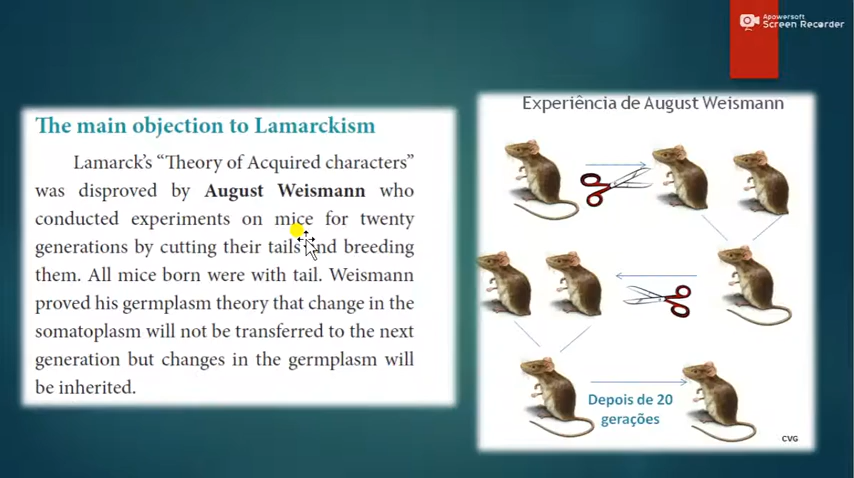 Apowersoft
Screen Recorder
The main objection to Lamarckism
Lamarck's "Theory of Acquired characters"
was disproved by August Weismann who
conducted experiments on mice for twenty
generations by cutting their tails and breeding
them. All mice born were with tail. Weismann
proved his germplasm theory that change in the
somatoplasm will not be transferred to the next
generation but changes in the germplasm will
be inherited.
Experiência de August Weismann
Depois de 20
gerações
CVG